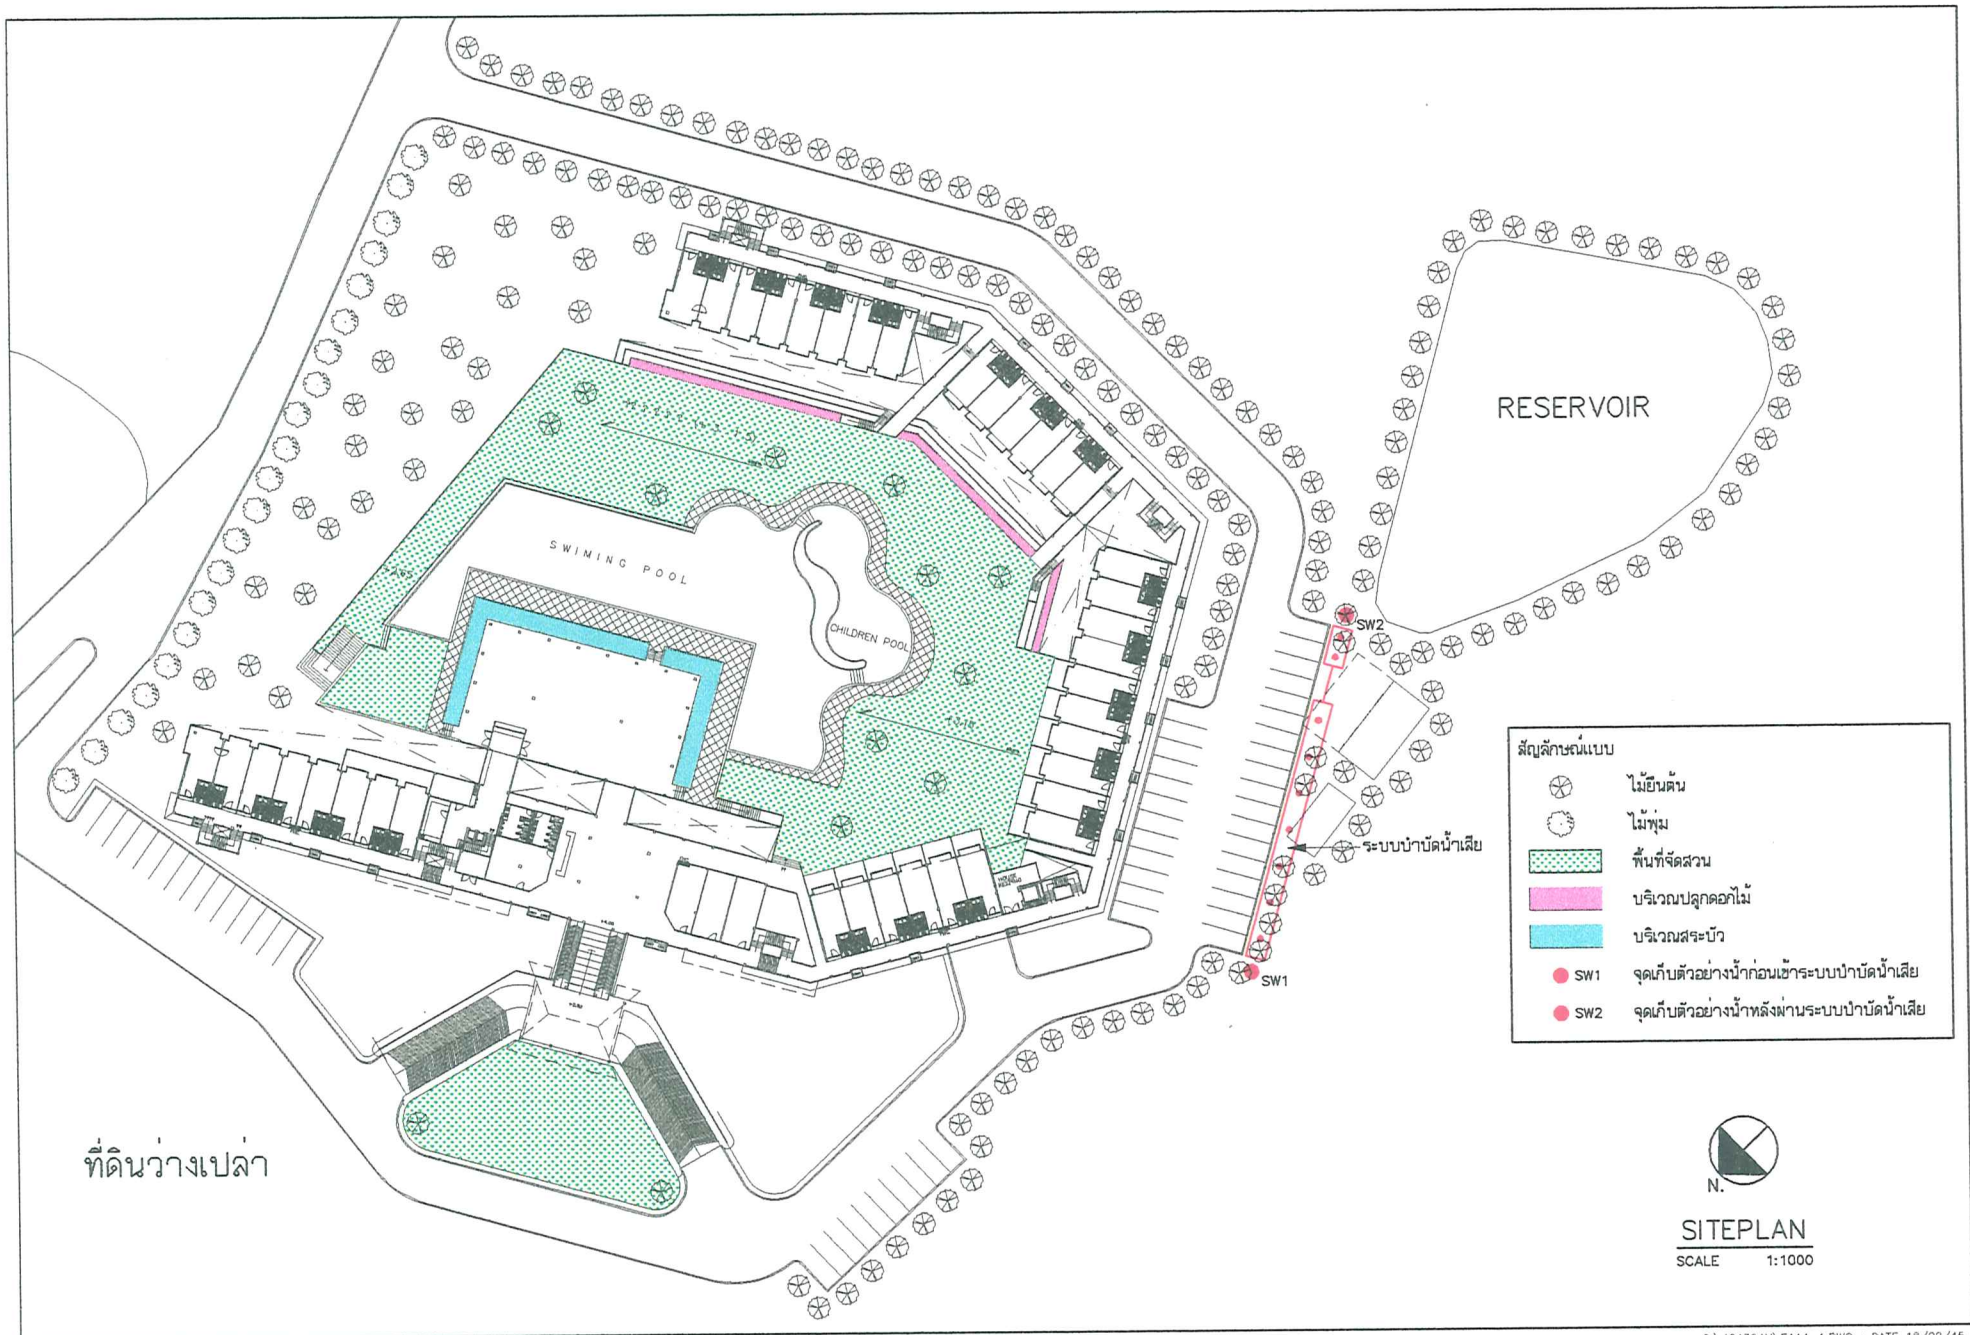 RESERVOIR
SWIMING POOL
CHILDREN POOL
SW2
สัญลักษณ์แบบ
ไม้ยืนต้น
ไม้พุ่ม
พื้นที่จัดสวน
บริเวณปลูกดอกไม้
บริเวณสระบัว
SW1 จุดเก็บตัวอย่างน้ำก่อนเข้าระบบบำบัดน้ำเสีย
SW2 จุดเก็บตัวอย่างน้ำหลังผ่านระบบบำบัดน้ำเสีย
ระบบบำบัดน้ำเสีย
SW1
ที่ดินว่างเปล่า
N.
SITEPLAN
SCALE 1:1000